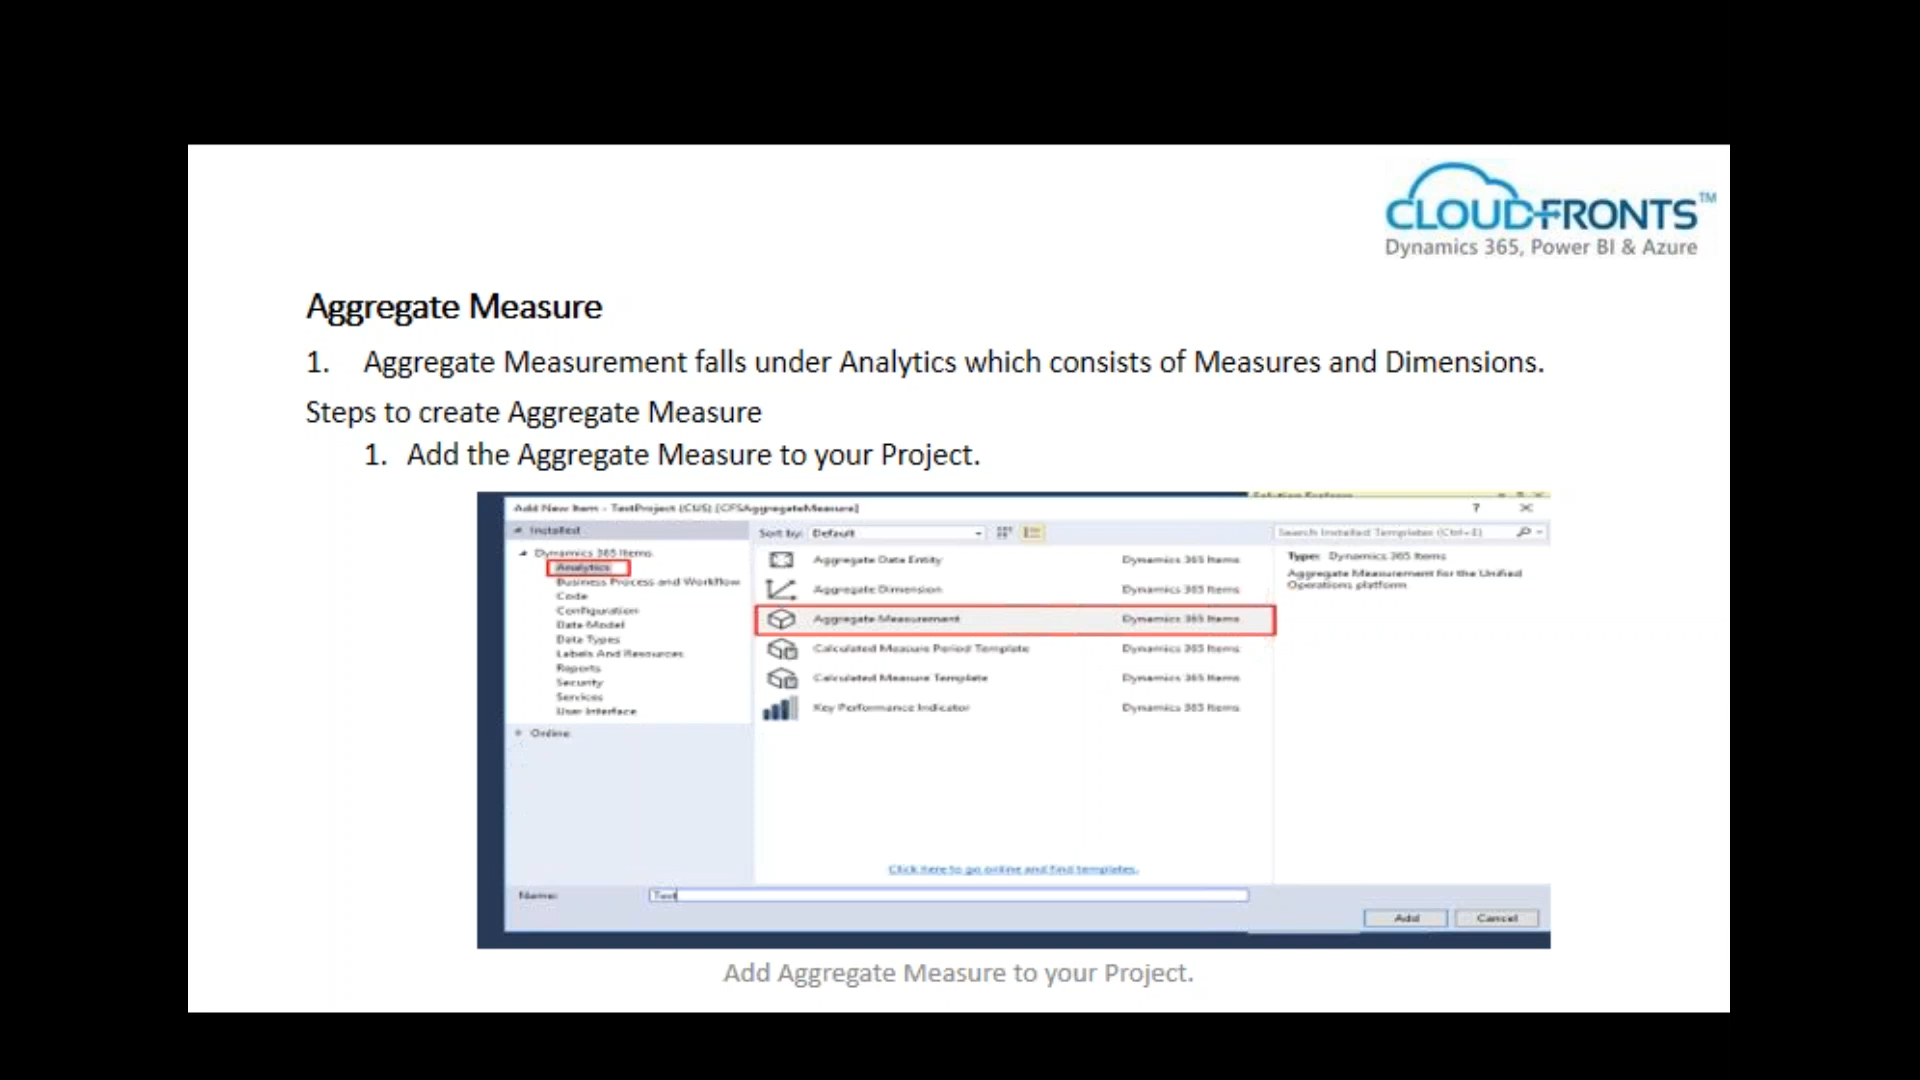 CLOUDFRONTS™
Dynamics 365, Power BI & Azure
Aggregate Measure
1. Aggregate Measurement falls under Analytics which consists of Measures and Dimensions.
Steps to create Aggregate Measure
1. Add the Aggregate Measure to your Project.
Solution Explorer
Add New Item - TestProject (CUS) [CFSAggregateMeasure] ? ×
Installed
Sort by: Default
Search Installed Templates (Ctrl+E)
Dynamics 365 Items
Analytics
Business Process and Workflow
Code
Configuration
Data Model
Data Types
Labels And Resources
Reports
Security
Services
User Interface
Online
Aggregate Data Entity Dynamics 365 Items
Aggregate Dimension Dynamics 365 Items
Aggregate Measurement Dynamics 365 Items
Calculated Measure Period Template Dynamics 365 Items
Calculated Measure Template Dynamics 365 Items
Key Performance Indicator Dynamics 365 Items
Type: Dynamics 365 Items
Aggregate Measurement for the Unified
Operations platform
Click here to go online and find templates.
Name: Test
Add Cancel
Add Aggregate Measure to your Project.